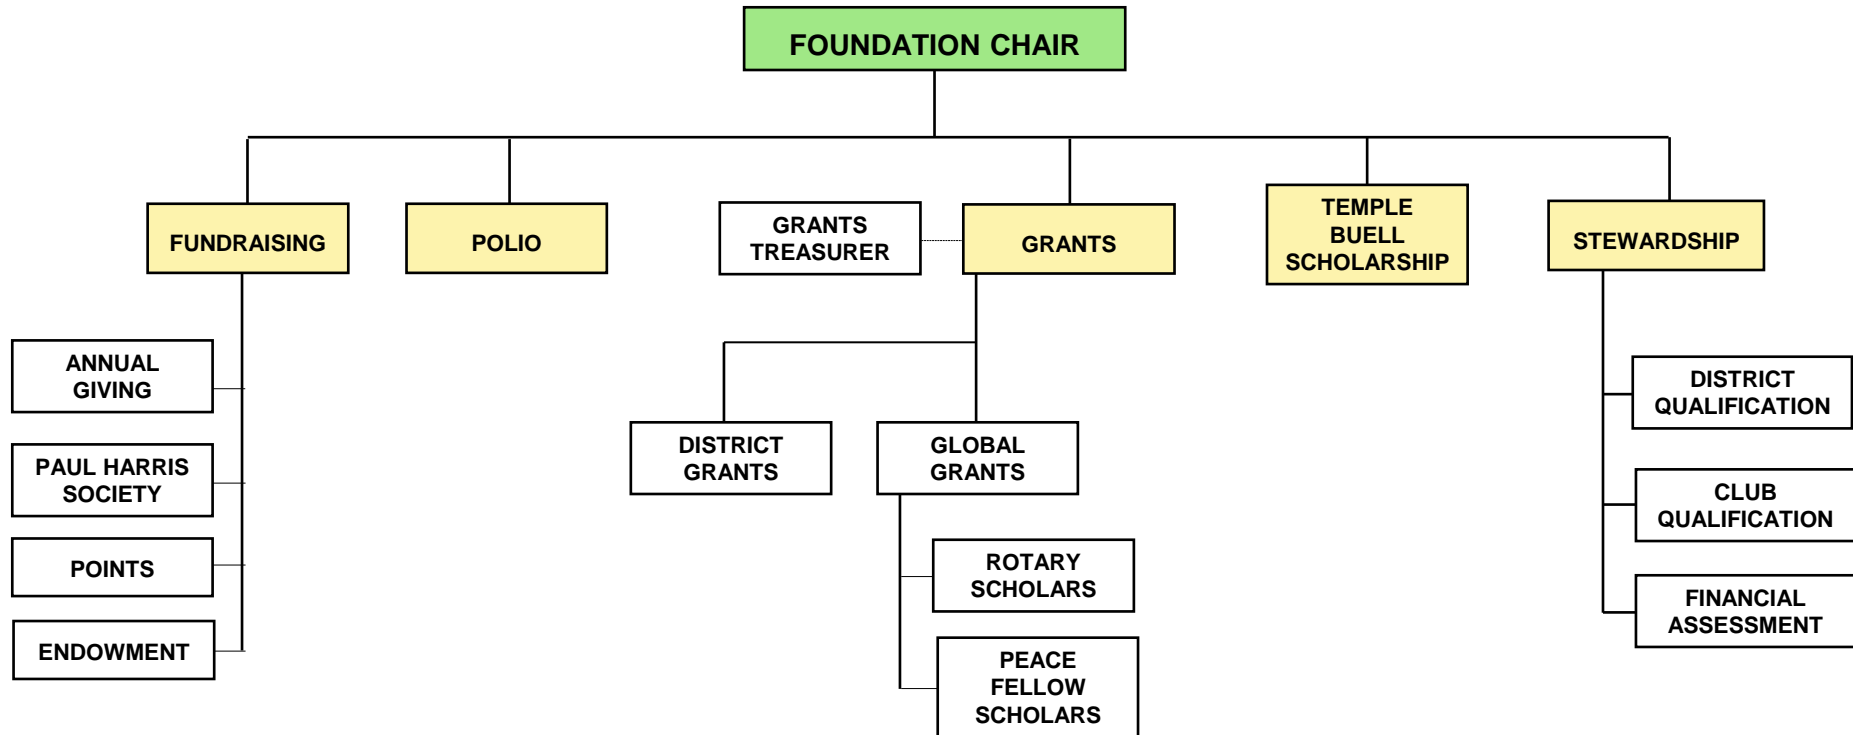 FOUNDATION CHAIR
FUNDRAISING
POLIO
GRANTS
TREASURER
GRANTS
TEMPLE
BUELL
SCHOLARSHIP
STEWARDSHIP
ANNUAL
GIVING
PAUL HARRIS
SOCIETY
POINTS
ENDOWMENT
DISTRICT
GRANTS
GLOBAL
GRANTS
ROTARY
SCHOLARS
PEACE
FELLOW
SCHOLARS
DISTRICT
QUALIFICATION
CLUB
QUALIFICATION
FINANCIAL
ASSESSMENT